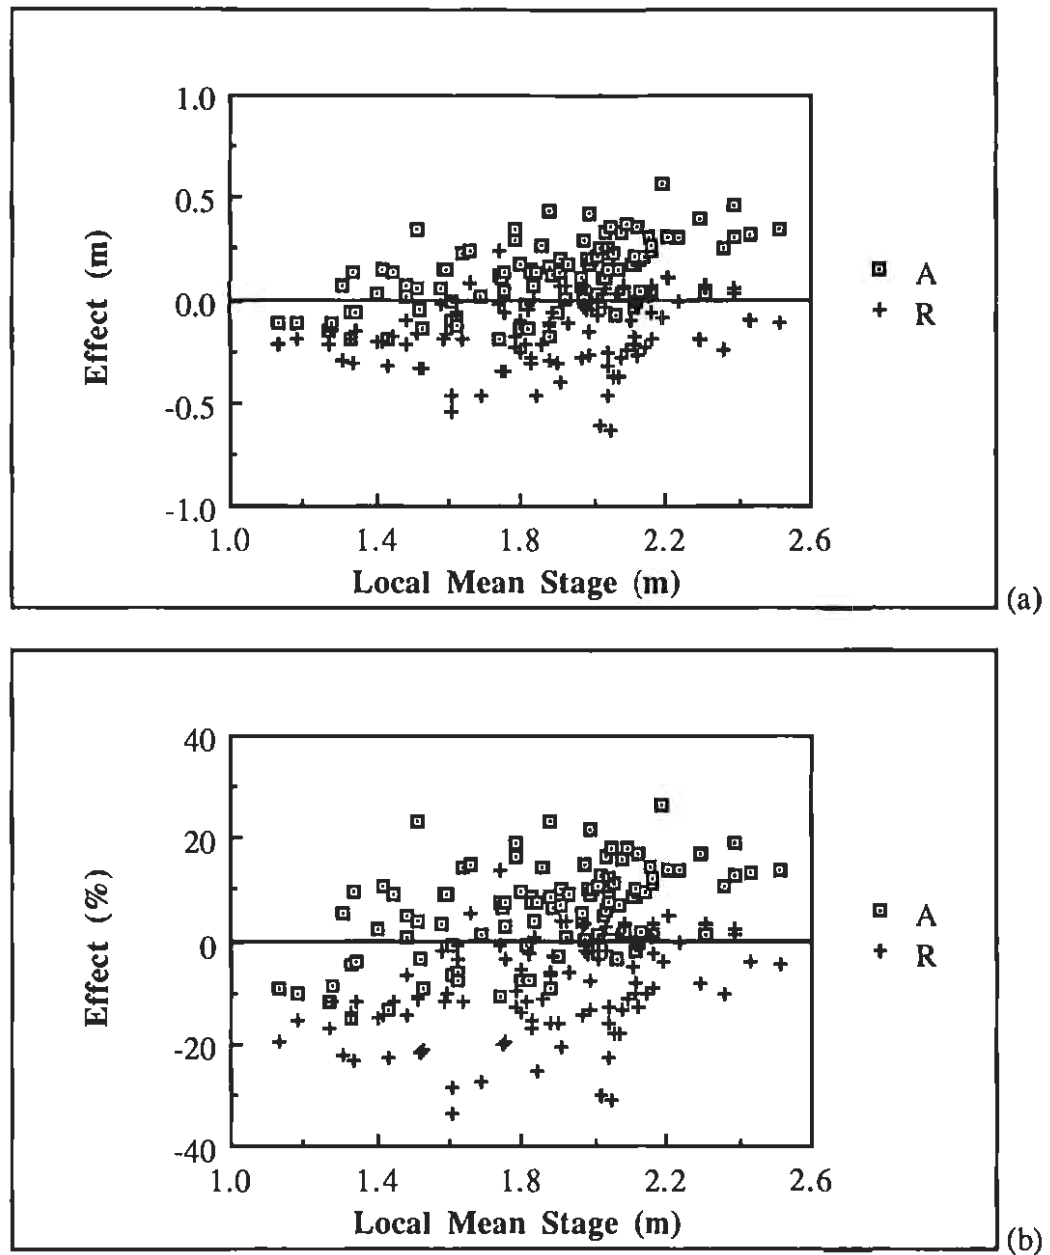 1.0
0.5
0.0
-0.5
-1.0
Effect (m)
1.0 1.4 1.8 2.2 2.6
Local Mean Stage (m)
A
R
(a)
40
20
0
-20
-40
Effect (%)
1.0 1.4 1.8 2.2 2.6
Local Mean Stage (m)
A
R
(b)